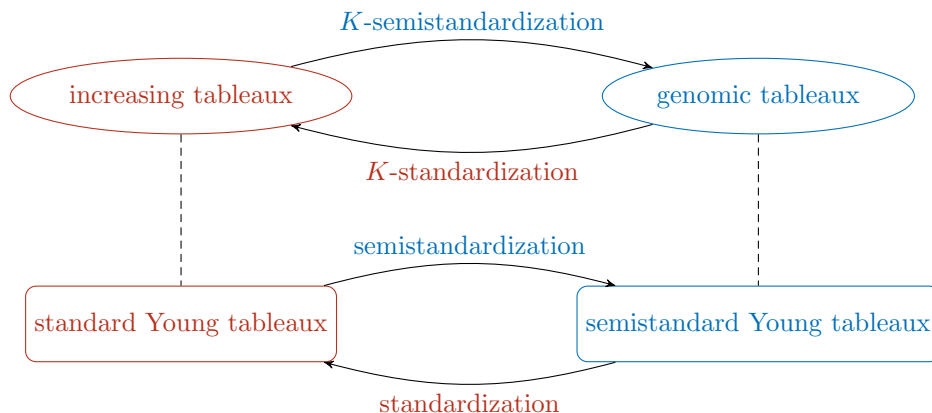 K-semistandardization
increasing tableaux
genomic tableaux
K-standardization
semistandardization
standard Young tableaux
semistandard Young tableaux
standardization